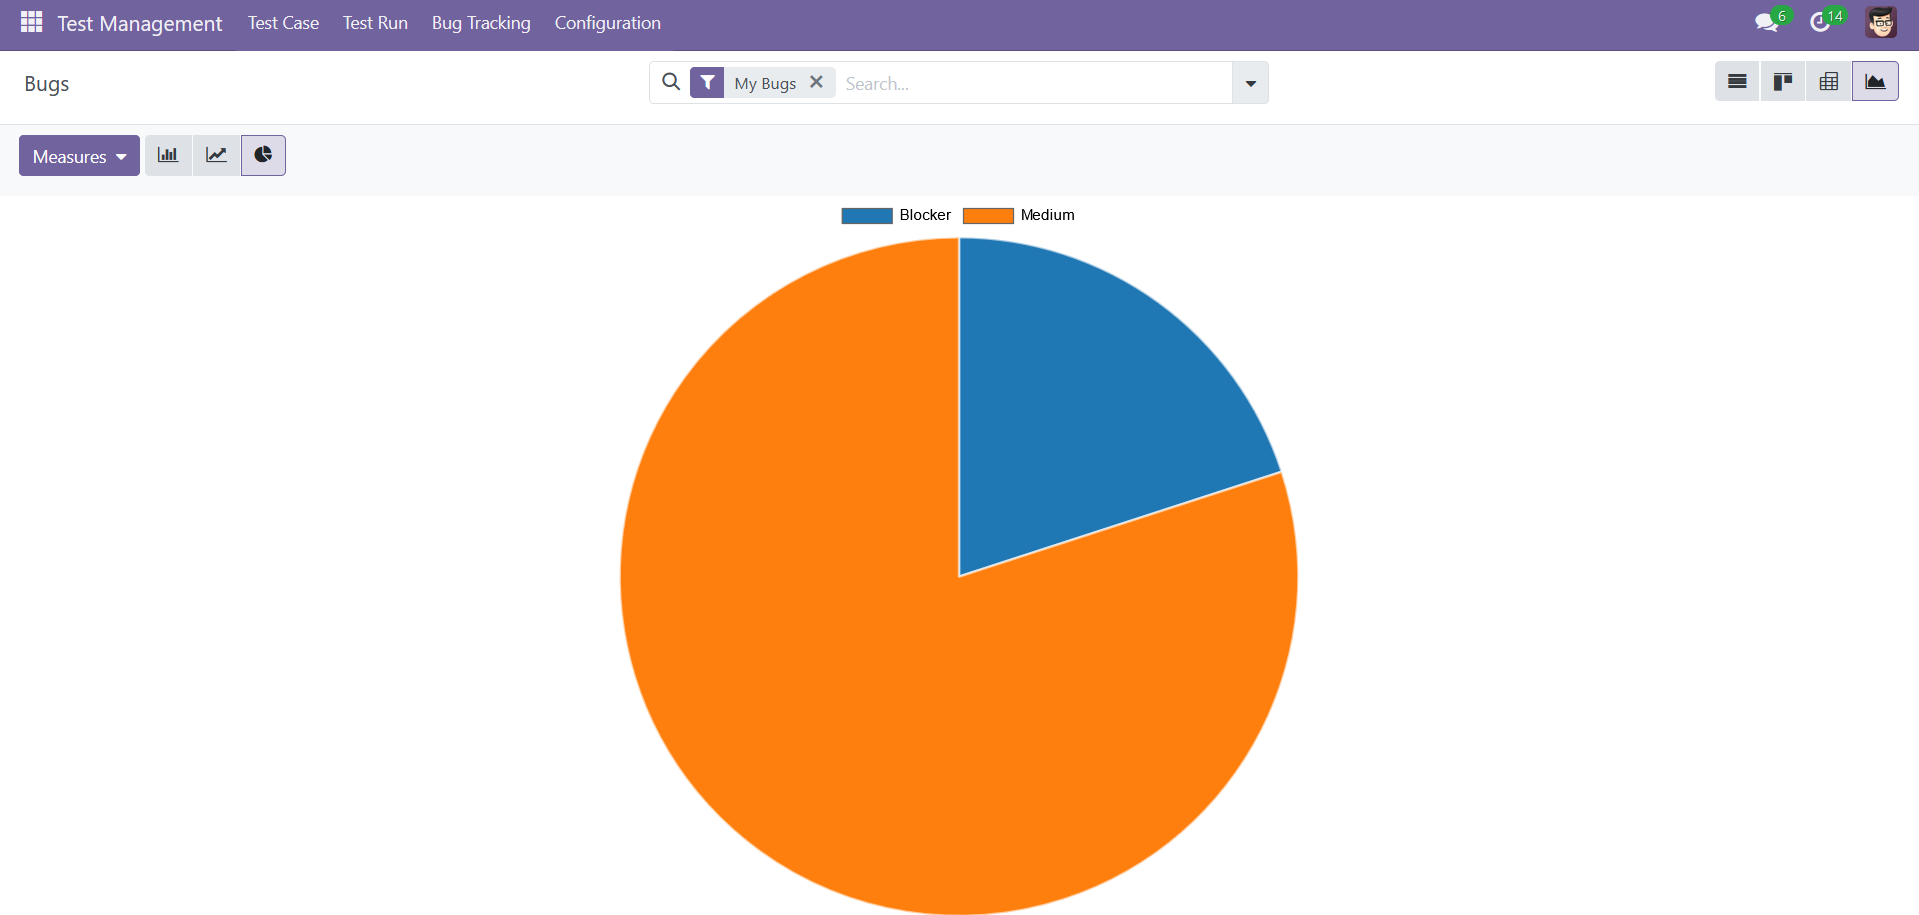 Test Management Test Case Test Run Bug Tracking Configuration 6 14
Bugs My Bugs Search...
Measures
Blocker Medium